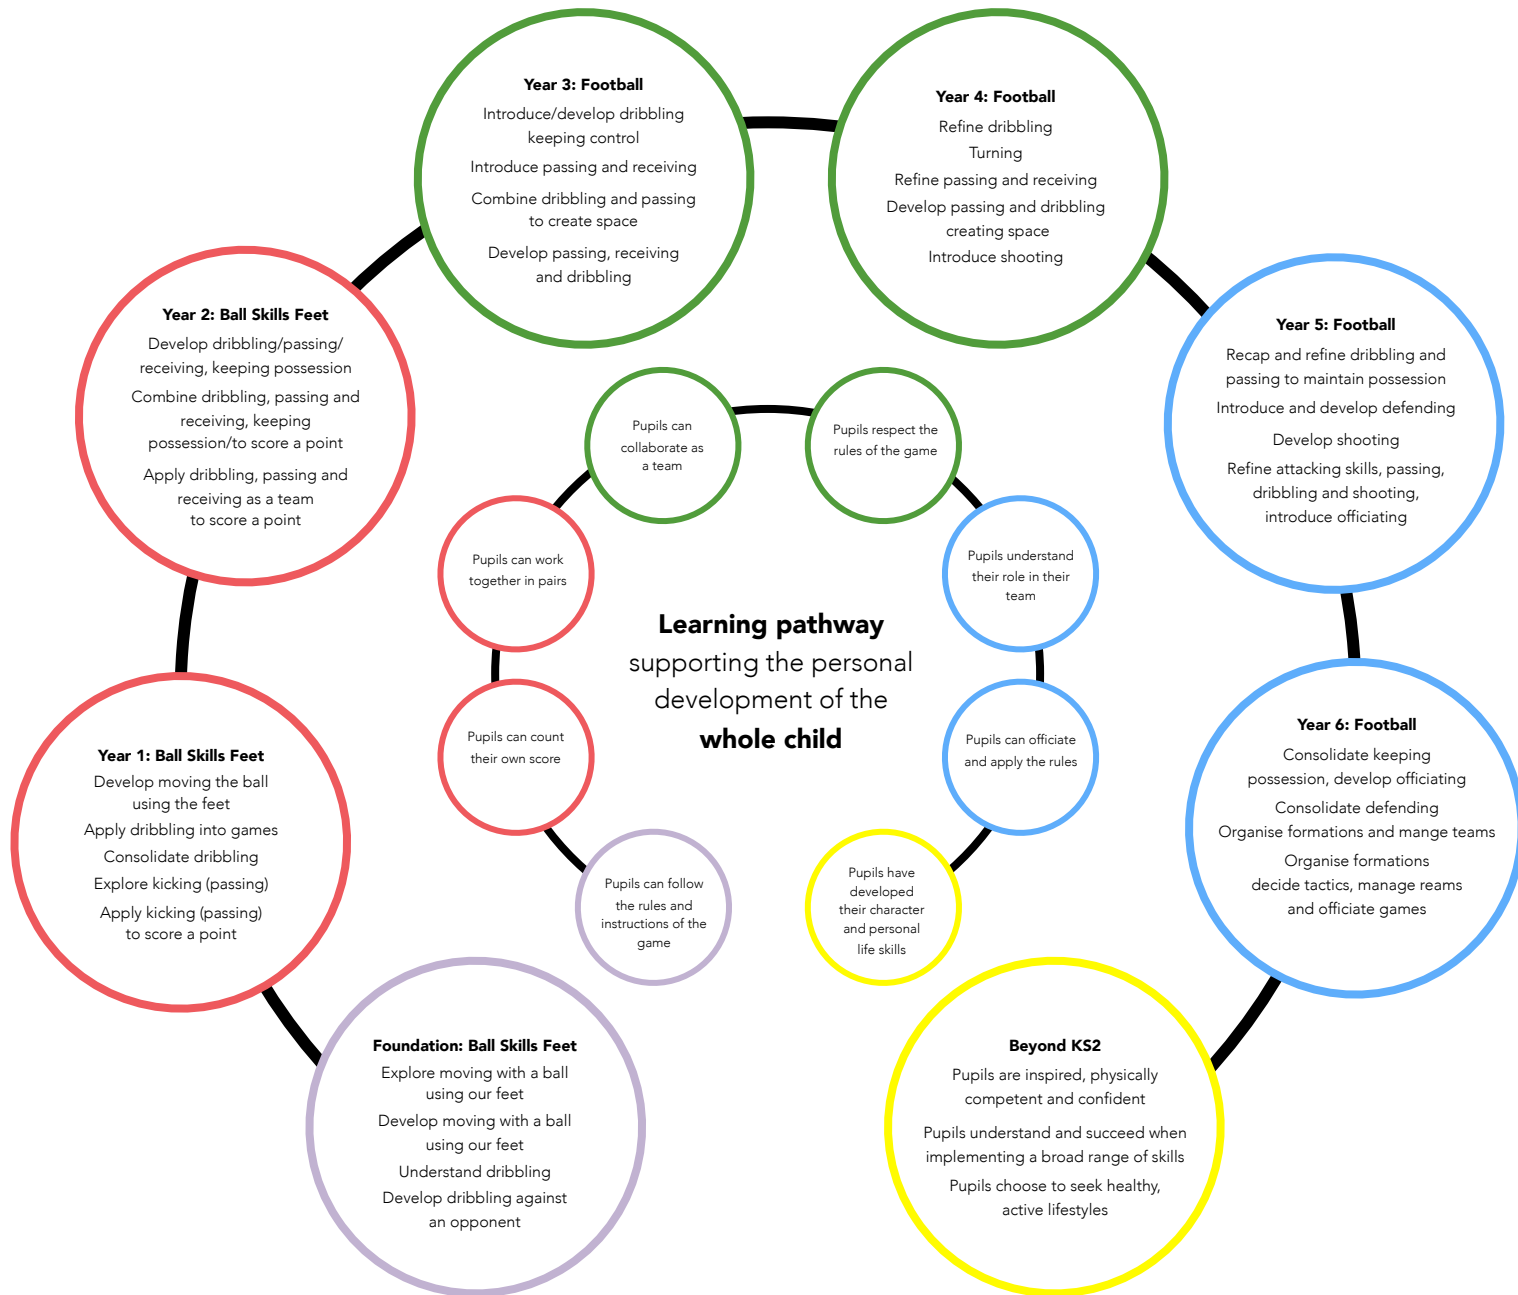 Year 3: Football
Introduce/develop dribbling
keeping control
Introduce passing and receiving
Combine dribbling and passing
to create space
Develop passing, receiving
and dribbling
Year 4: Football
Refine dribbling
Turning
Refine passing and receiving
Develop passing and dribbling
creating space
Introduce shooting
Year 2: Ball Skills Feet
Develop dribbling/passing/
receiving, keeping possession
Combine dribbling, passing and
receiving, keeping
possession/to score a point
Apply dribbling, passing and
receiving as a team
to score a point
Year 5: Football
Recap and refine dribbling and
passing to maintain possession
Introduce and develop defending
Develop shooting
Refine attacking skills, passing,
dribbling and shooting,
introduce officiating
Pupils can
collaborate as
a team
Pupils respect the
rules of the game
Pupils can work
together in pairs
Pupils understand
their role in their
team
Learning pathway
supporting the personal
development of the
whole child
Pupils can count
their own score
Pupils can officiate
and apply the rules
Year 1: Ball Skills Feet
Develop moving the ball
using the feet
Apply dribbling into games
Consolidate dribbling
Explore kicking (passing)
Apply kicking (passing)
to score a point
Year 6: Football
Consolidate keeping
possession, develop officiating
Consolidate defending
Organise formations and mange teams
Organise formations
decide tactics, manage reams
and officiate games
Pupils can follow
the rules and
instructions of the
game
Pupils have
developed
their character
and personal
life skills
Foundation: Ball Skills Feet
Explore moving with a ball
using our feet
Develop moving with a ball
using our feet
Understand dribbling
Develop dribbling against
an opponent
Beyond KS2
Pupils are inspired, physically
competent and confident
Pupils understand and succeed when
implementing a broad range of skills
Pupils choose to seek healthy,
active lifestyles